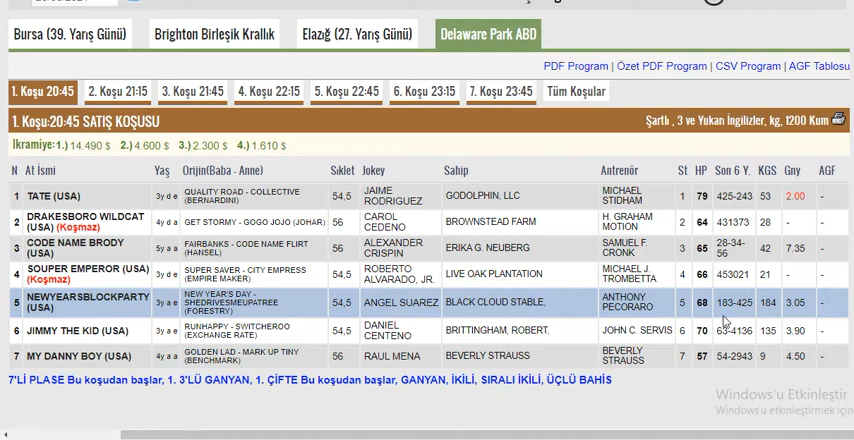 Bursa (39. Yarış Günü) Brighton Birleşik Krallık Elazığ (27. Yarış Günü) Delaware Park ABD
PDF Program | Özet PDF Program | CSV Program | AGF Tablosu
1. Koşu 20:45 2. Koşu 21:15 3. Koşu 21:45 4. Koşu 22:15 5. Koşu 22:45 6. Koşu 23:15 7. Koşu 23:45 Tüm Koşular
1. Koşu:20:45 SATIŞ KOŞUSU Şartlı , 3 ve Yukarı İngilizler, kg, 1200 Kum
İkramiye: 1.) 14.490 $ 2.) 4.600 $ 3.) 2.300 $ 4.) 1.610 $
N At İsmi Yaş Orijin(Baba - Anne) Sıklet Jokey Sahip Antrenör St HP Son 6 Y. KGS Gny AGF
1 TATE (USA) 3y d e QUALITY ROAD - COLLECTIVE (BERNARDINI) 54,5 JAIME RODRIGUEZ GODOLPHIN, LLC MICHAEL STIDHAM 1 79 425-243 53 2.00 -
2 DRAKESBORO WILDCAT (USA) (Koşmaz) 4y d a GET STORMY - GOGO JOJO (JOHAR) 56 CAROL CEDENO BROWNSTEAD FARM H. GRAHAM MOTION 2 64 431373 28 - -
3 CODE NAME BRODY (USA) 5y a a FAIRBANKS - CODE NAME FLIRT (HANSEL) 56 ALEXANDER CRISPIN ERIKA G. NEUBERG SAMUEL F. CRONK 3 65 28-34-56 42 7.35 -
4 SOUPER EMPEROR (USA) (Koşmaz) 3y d e SUPER SAVER - CITY EMPRESS (EMPIRE MAKER) 54,5 ROBERTO ALVARADO, JR. LIVE OAK PLANTATION MICHAEL J. TROMBETTA 4 66 453021 21 - -
5 NEWYEARSBLOCKPARTY (USA) 3y a e NEW YEAR'S DAY - SHEDRIVESMEUPATREE (FORESTRY) 54,5 ANGEL SUAREZ BLACK CLOUD STABLE, ANTHONY PECORARO 5 68 183-425 184 3.05 -
6 JIMMY THE KID (USA) 3y a e RUNHAPPY - SWITCHEROO (EXCHANGE RATE) 54,5 DANIEL CENTENO BRITTINGHAM, ROBERT, JOHN C. SERVIS 6 70 63-4136 135 3.90 -
7 MY DANNY BOY (USA) 4y a a GOLDEN LAD - MARK UP TINY (BENCHMARK) 56 RAUL MENA BEVERLY STRAUSS BEVERLY STRAUSS 7 57 54-2943 9 4.50 -
7'Lİ PLASE Bu koşudan başlar, 1. 3'LÜ GANYAN, 1. ÇİFTE Bu koşudan başlar, GANYAN, İKİLİ, SIRALI İKİLİ, ÜÇLÜ BAHİS
Windows'u Etkinleştir
Windows'u etkinleştirmek için